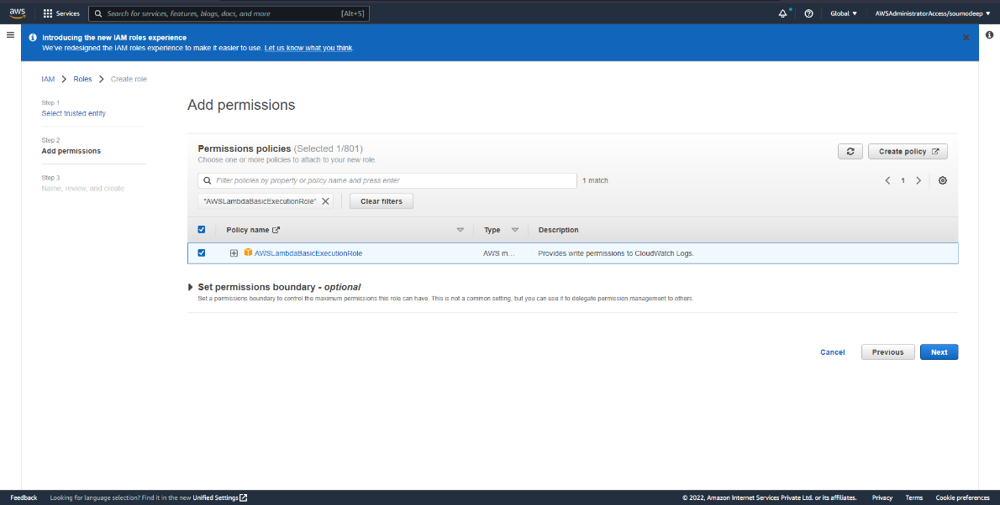 aws
Services
Search for services, features, blogs, docs, and more
[Alt+S]
Global
AWSAdministratorAccess/soumodeep
Introducing the new IAM roles experience
We've redesigned the IAM roles experience to make it easier to use. Let us know what you think.
IAM
Roles
Create role
Step 1
Select trusted entity
Step 2
Add permissions
Step 3
Name, review, and create
Add permissions
Permissions policies (Selected 1/801)
Choose one or more policies to attach to your new role.
Create policy
Filter policies by property or policy name and press enter
1 match
1
"AWSLambdaBasicExecutionRole"
Clear filters
Policy name
Type
Description
AWSLambdaBasicExecutionRole
AWS m...
Provides write permissions to CloudWatch Logs.
Set permissions boundary - optional
Set a permissions boundary to control the maximum permissions this role can have. This is not a common setting, but you can use it to delegate permission management to others.
Cancel
Previous
Next
Feedback
Looking for language selection? Find it in the new Unified Settings
© 2022, Amazon Internet Services Private Ltd. or its affiliates.
Privacy
Terms
Cookie preferences